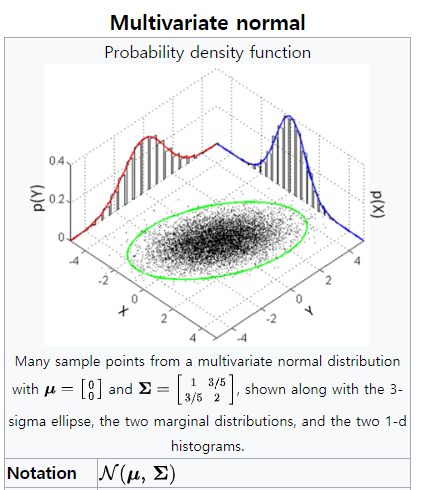 Multivariate normal
Probability density function
0.4
0.2
0
p(Y)
p(X)
-4
-2
0
2
4
X
-4
-2
0
2
4
Y
Many sample points from a multivariate normal distribution
with μ = [0 0] and Σ = [1 3/5 3/5 2], shown along with the 3-
sigma ellipse, the two marginal distributions, and the two 1-d
histograms.
Notation N(μ, Σ)